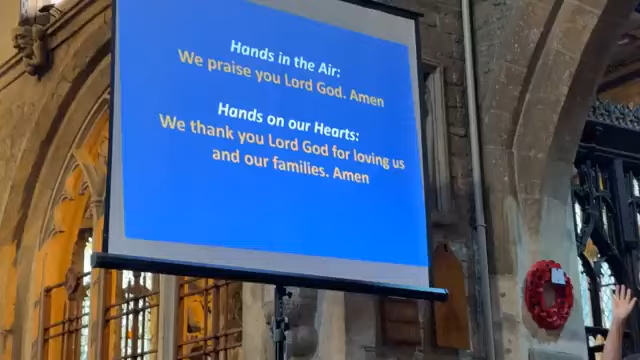 Hands in the Air:
We praise you Lord God. Amen
Hands on our Hearts:
We thank you Lord God for loving us
and our families. Amen